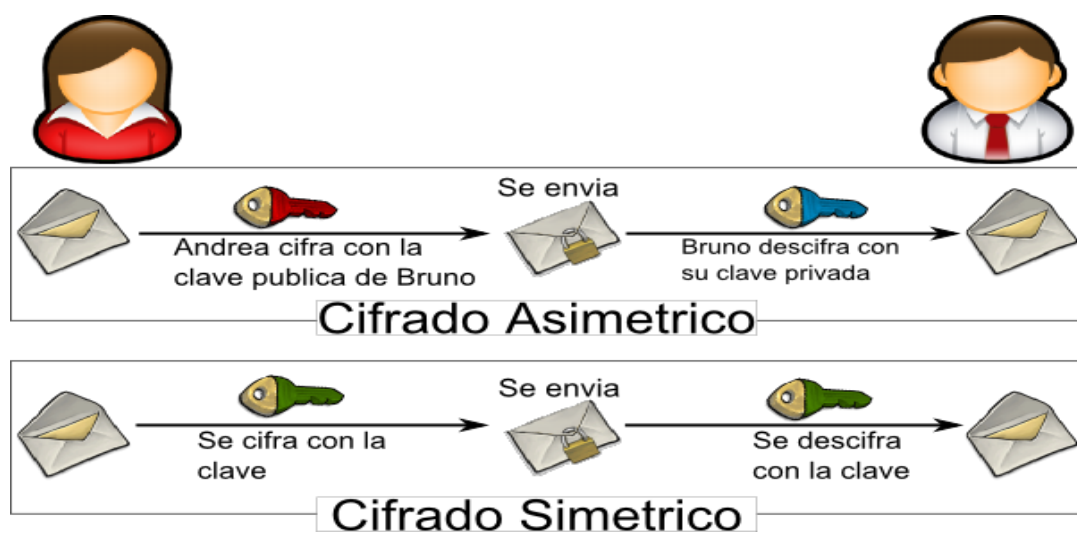 Se envia
Andrea cifra con la
clave publica de Bruno
Bruno descifra con
su clave privada
Cifrado Asimetrico
Se envia
Se cifra con la
clave
Se descifra
con la clave
Cifrado Simetrico